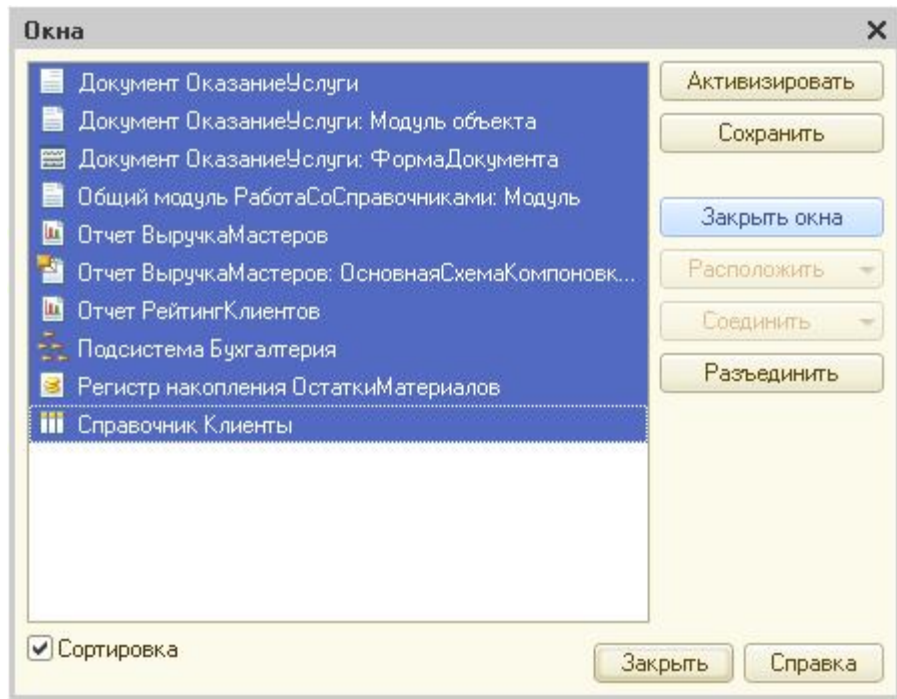 Окна
Документ ОказаниеУслуги
Документ ОказаниеУслуги: Модуль объекта
Документ ОказаниеУслуги: ФормаДокумента
Общий модуль РаботаСоСправочниками: Модуль
Отчет ВыручкаМастеров
Отчет ВыручкаМастеров: ОсновнаяСхемаКомпоновк...
Отчет РейтингКлиентов
Подсистема Бухгалтерия
Регистр накопления ОстаткиМатериалов
Справочник Клиенты
Активизировать
Сохранить
Закрыть окна
Расположить
Соединить
Разъединить
Сортировка
Закрыть
Справка